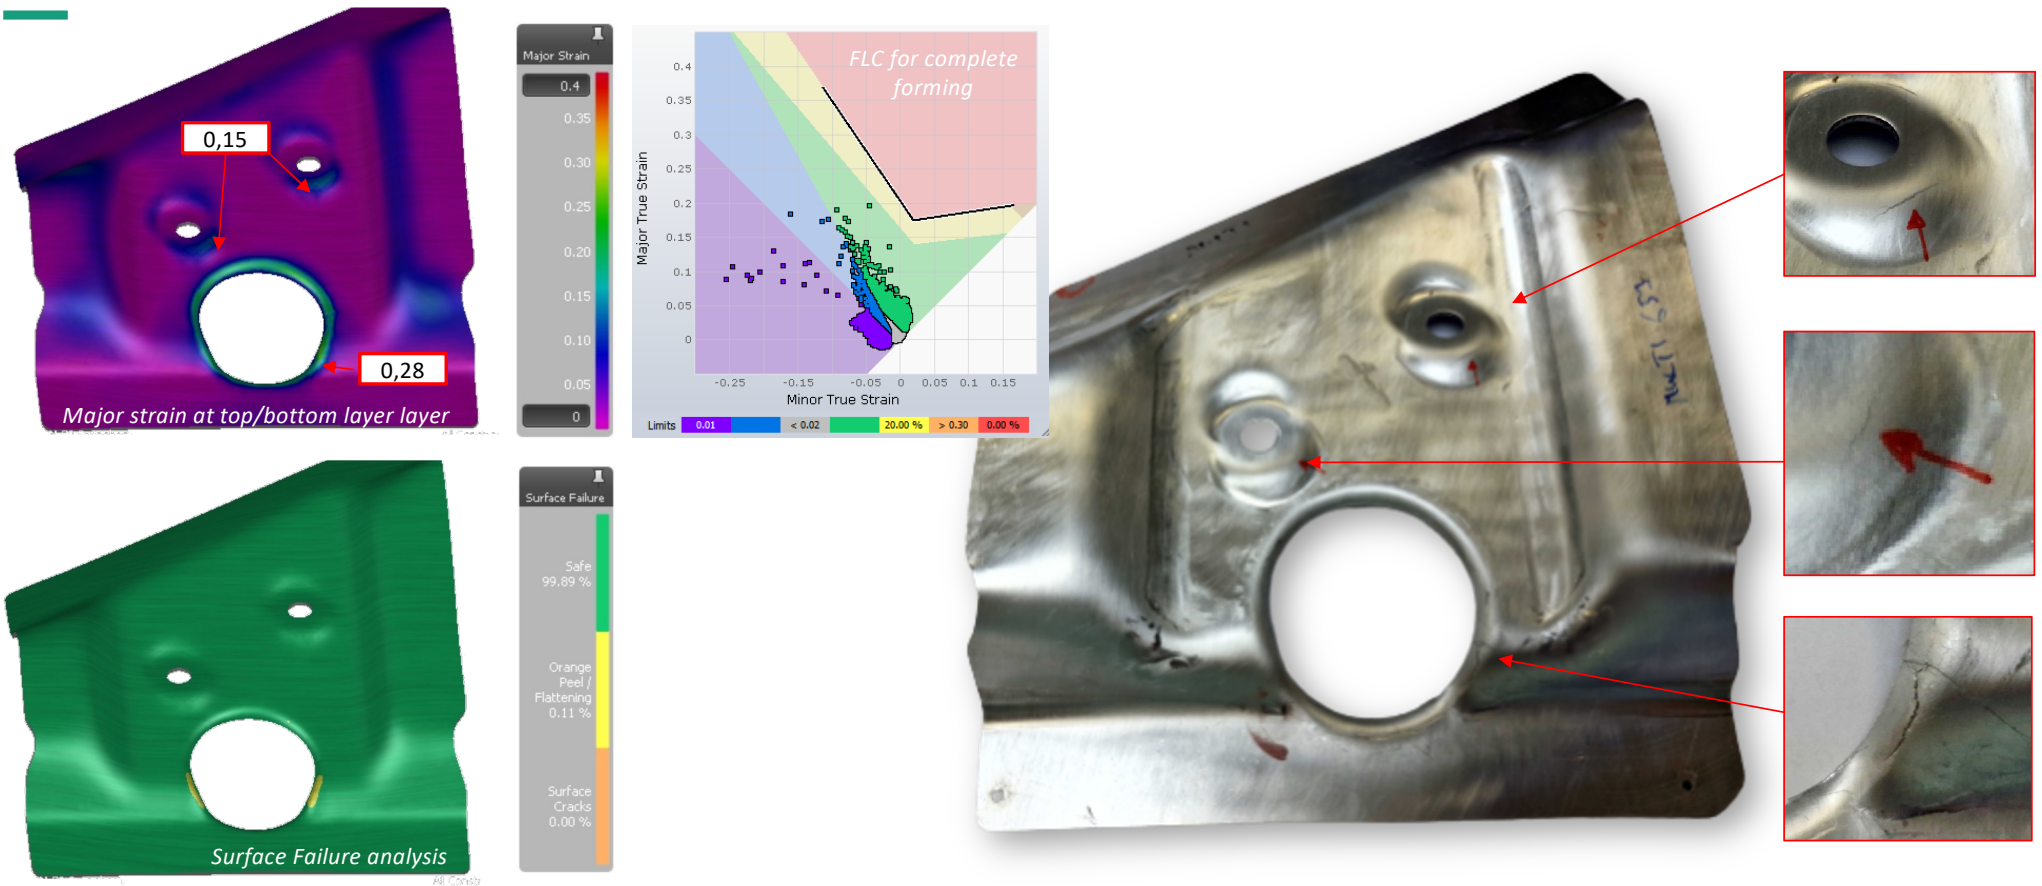 Major Strain
0.4
0.35
0.30
0.25
0.20
0.15
0.10
0.05
0
0,15
0,28
Major strain at top/bottom layer layer
FLC for complete
forming
Major True Strain
0.4
0.35
0.3
0.25
0.2
0.15
0.1
0.05
0
-0.25
-0.15
-0.05
0
0.05
0.1
0.15
Minor True Strain
Limits
0.01
< 0.02
20.00 %
> 0.30
0.00 %
Surface Failure
Safe
99.89 %
Orange
Peel /
Flattening
0.11 %
Surface
Cracks
0.00 %
Surface Failure analysis